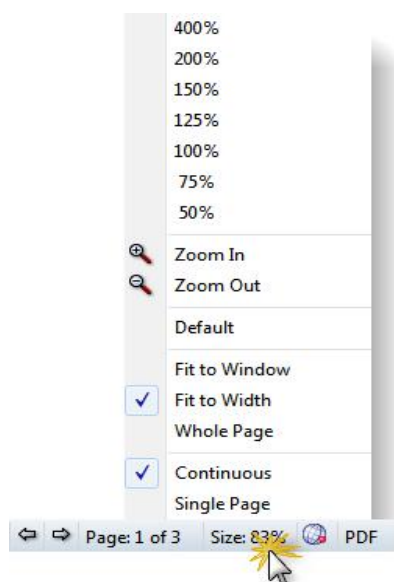 400%
200%
150%
125%
100%
75%
50%
Zoom In
Zoom Out
Default
Fit to Window
Fit to Width
Whole Page
Continuous
Single Page
Page: 1 of 3 Size: 83% PDF